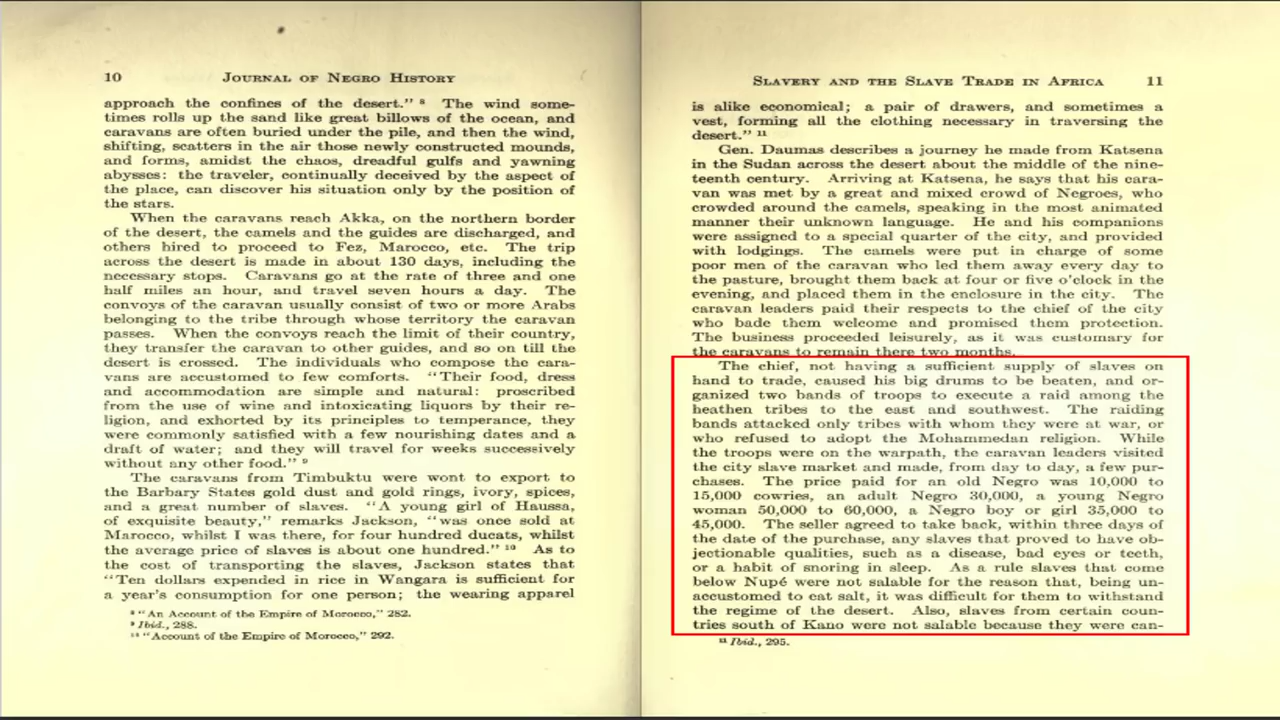 10 JOURNAL OF NEGRO HISTORY
approach the confines of the desert." ⁸ The wind some-
times rolls up the sand like great billows of the ocean, and
caravans are often buried under the pile, and then the wind,
shifting, scatters in the air those newly constructed mounds,
and forms, amidst the chaos, dreadful gulfs and yawning
abysses: the traveler, continually deceived by the aspect of
the place, can discover his situation only by the position of
the stars.
When the caravans reach Akka, on the northern border
of the desert, the camels and the guides are discharged, and
others hired to proceed to Fez, Marocco, etc. The trip
across the desert is made in about 130 days, including the
necessary stops. Caravans go at the rate of three and one
half miles an hour, and travel seven hours a day. The
convoys of the caravan usually consist of two or more Arabs
belonging to the tribe through whose territory the caravan
passes. When the convoys reach the limit of their country,
they transfer the caravan to other guides, and so on till the
desert is crossed. The individuals who compose the cara-
vans are accustomed to few comforts. "Their food, dress
and accommodation are simple and natural: proscribed
from the use of wine and intoxicating liquors by their re-
ligion, and exhorted by its principles to temperance, they
were commonly satisfied with a few nourishing dates and a
draft of water; and they will travel for weeks successively
without any other food." ⁹
The caravans from Timbuktu were wont to export to
the Barbary States gold dust and gold rings, ivory, spices,
and a great number of slaves. "A young girl of Haussa,
of exquisite beauty," remarks Jackson, "was once sold at
Marocco, whilst I was there, for four hundred ducats, whilst
the average price of slaves is about one hundred." ¹⁰ As to
the cost of transporting the slaves, Jackson states that
"Ten dollars expended in rice in Wangara is sufficient for
a year's consumption for one person; the wearing apparel
⁸ "An Account of the Empire of Morocco," 282.
⁹ Ibid., 288.
¹⁰ "Account of the Empire of Morocco," 292.
SLAVERY AND THE SLAVE TRADE IN AFRICA 11
is alike economical; a pair of drawers, and sometimes a
vest, forming all the clothing necessary in traversing the
desert." ¹¹
Gen. Daumas describes a journey he made from Katsena
in the Sudan across the desert about the middle of the nine-
teenth century. Arriving at Katsena, he says that his cara-
van was met by a great and mixed crowd of Negroes, who
crowded around the camels, speaking in the most animated
manner their unknown language. He and his companions
were assigned to a special quarter of the city, and provided
with lodgings. The camels were put in charge of some
poor men of the caravan who led them away every day to
the pasture, brought them back at four or five o'clock in the
evening, and placed them in the enclosure in the city. The
caravan leaders paid their respects to the chief of the city
who bade them welcome and promised them protection.
The business proceeded leisurely, as it was customary for
the caravans to remain there two months.
The chief, not having a sufficient supply of slaves on
hand to trade, caused his big drums to be beaten, and or-
ganized two bands of troops to execute a raid among the
heathen tribes to the east and southwest. The raiding
bands attacked only tribes with whom they were at war, or
who refused to adopt the Mohammedan religion. While
the troops were on the warpath, the caravan leaders visited
the city slave market and made, from day to day, a few pur-
chases. The price paid for an old Negro was 10,000 to
15,000 cowries, an adult Negro 30,000, a young Negro
woman 50,000 to 60,000, a Negro boy or girl 35,000 to
45,000. The seller agreed to take back, within three days of
the date of the purchase, any slaves that proved to have ob-
jectionable qualities, such as a disease, bad eyes or teeth,
or a habit of snoring in sleep. As a rule slaves that come
below Nupé were not salable for the reason that, being un-
accustomed to eat salt, it was difficult for them to withstand
the regime of the desert. Also, slaves from certain coun-
tries south of Kano were not salable because they were can-
¹¹ Ibid., 295.